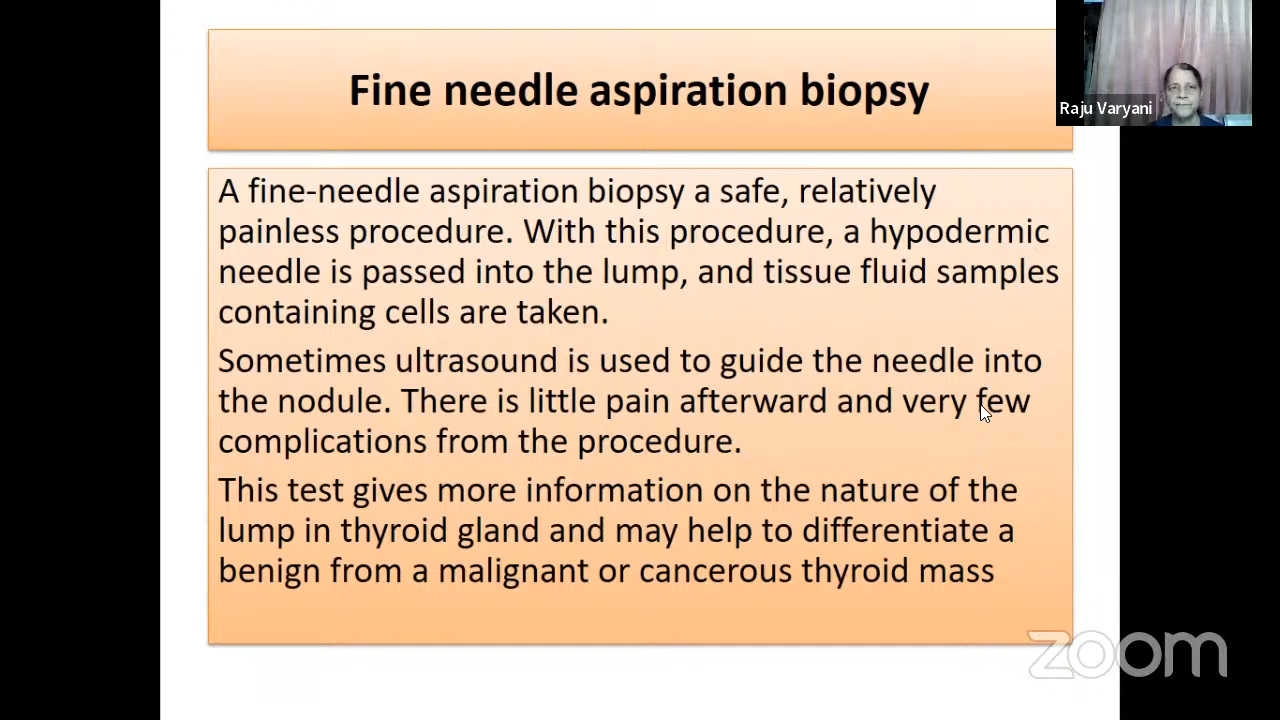 Fine needle aspiration biopsy
Raju Varyani
A fine-needle aspiration biopsy a safe, relatively
painless procedure. With this procedure, a hypodermic
needle is passed into the lump, and tissue fluid samples
containing cells are taken.
Sometimes ultrasound is used to guide the needle into
the nodule. There is little pain afterward and very few
complications from the procedure.
This test gives more information on the nature of the
lump in thyroid gland and may help to differentiate a
benign from a malignant or cancerous thyroid mass
zoom